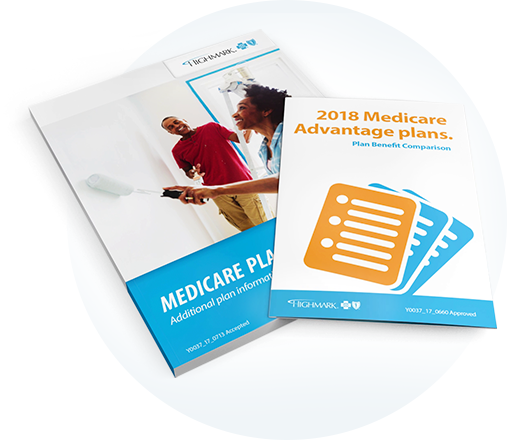 HIGHMARK
MEDICARE PLA
Additional plan informat
Y0037_17_0713 Accepted
2018 Medicare
Advantage plans.
Plan Benefit Comparison
HIGHMARK
Y0037_17_0660 Approved